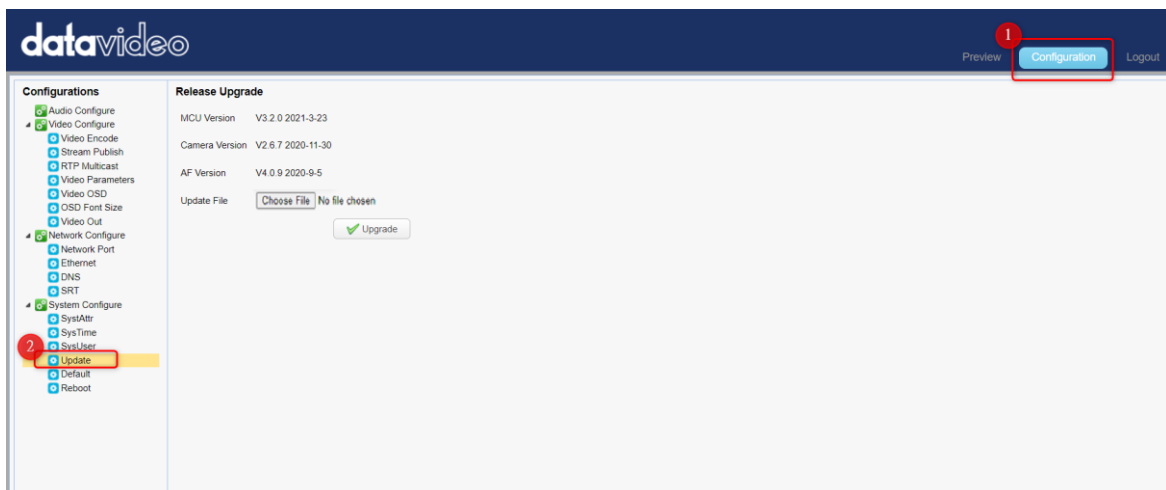 datavideo
1
Preview Configuration Logout
Configurations
Audio Configure
Video Configure
Video Encode
Stream Publish
RTP Multicast
Video Parameters
Video OSD
OSD Font Size
Video Out
Network Configure
Network Port
Ethernet
DNS
SRT
System Configure
SystAttr
SysTime
2
SysUser
Update
Default
Reboot
Release Upgrade
MCU Version V3.2.0 2021-3-23
Camera Version V2.6.7 2020-11-30
AF Version V4.0.9 2020-9-5
Update File Choose File No file chosen
Upgrade